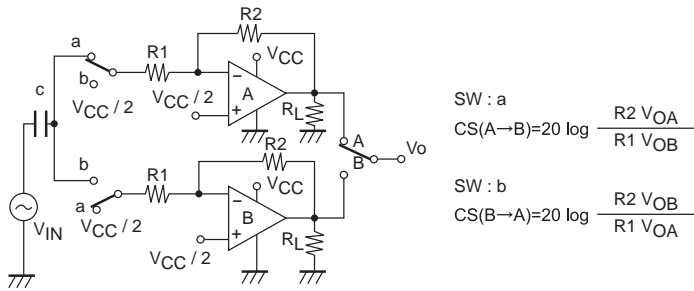 R2
a
R1
VCC
b
c
VCC / 2
VCC / 2
A
RL
SW : a
CS(A→B)=20 log R2 VOA
R1 VOB
A
B
Vo
b
R1
R2
VCC
a
VCC / 2
B
VIN
VCC / 2
RL
SW : b
CS(B→A)=20 log R2 VOB
R1 VOA